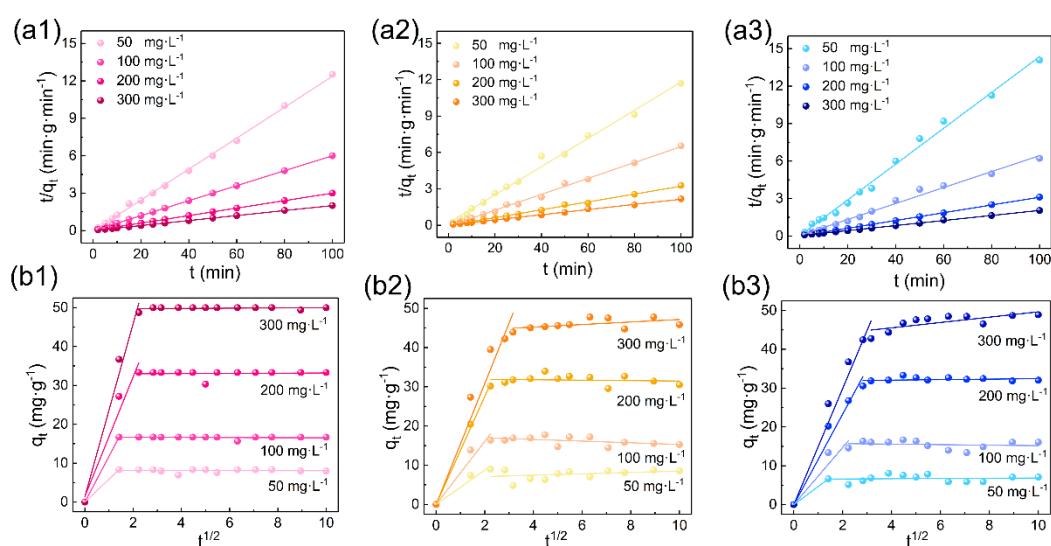 (a1)
15
12
9
6
3
0
50 mg·L⁻¹
100 mg·L⁻¹
200 mg·L⁻¹
300 mg·L⁻¹
t/qₜ (min·g·min⁻¹)
0 20 40 60 80 100
t (min)
(a2)
15
12
9
6
3
0
50 mg·L⁻¹
100 mg·L⁻¹
200 mg·L⁻¹
300 mg·L⁻¹
t/qₜ (min·g·min⁻¹)
0 20 40 60 80 100
t (min)
(a3)
15
12
9
6
3
0
50 mg·L⁻¹
100 mg·L⁻¹
200 mg·L⁻¹
300 mg·L⁻¹
t/qₜ (min·g·min⁻¹)
0 20 40 60 80 100
t (min)
(b1)
50
40
30
20
10
0
300 mg·L⁻¹
200 mg·L⁻¹
100 mg·L⁻¹
50 mg·L⁻¹
qₜ (mg·g⁻¹)
0 2 4 6 8 10
t¹/²
(b2)
50
40
30
20
10
0
300 mg·L⁻¹
200 mg·L⁻¹
100 mg·L⁻¹
50 mg·L⁻¹
qₜ (mg·g⁻¹)
0 2 4 6 8 10
t¹/²
(b3)
50
40
30
20
10
0
300 mg·L⁻¹
200 mg·L⁻¹
100 mg·L⁻¹
50 mg·L⁻¹
qₜ (mg·g⁻¹)
0 2 4 6 8 10
t¹/²